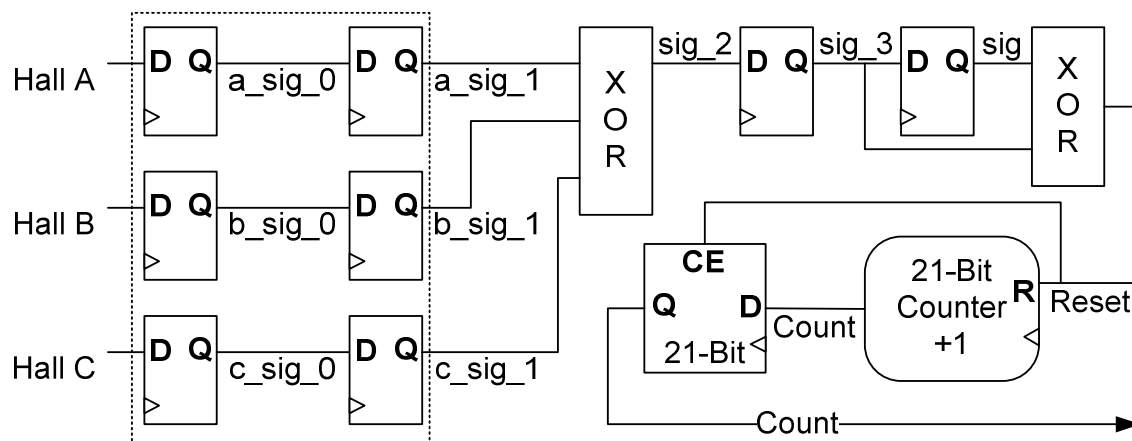 Hall A
D Q
a_sig_0
D Q
a_sig_1
X
O
R
sig_2
D Q
sig_3
D Q
sig
X
O
R
Hall B
D Q
b_sig_0
D Q
b_sig_1
Hall C
D Q
c_sig_0
D Q
c_sig_1
CE
Q D
21-Bit
Count
21-Bit
Counter
+1
R
Reset
Count